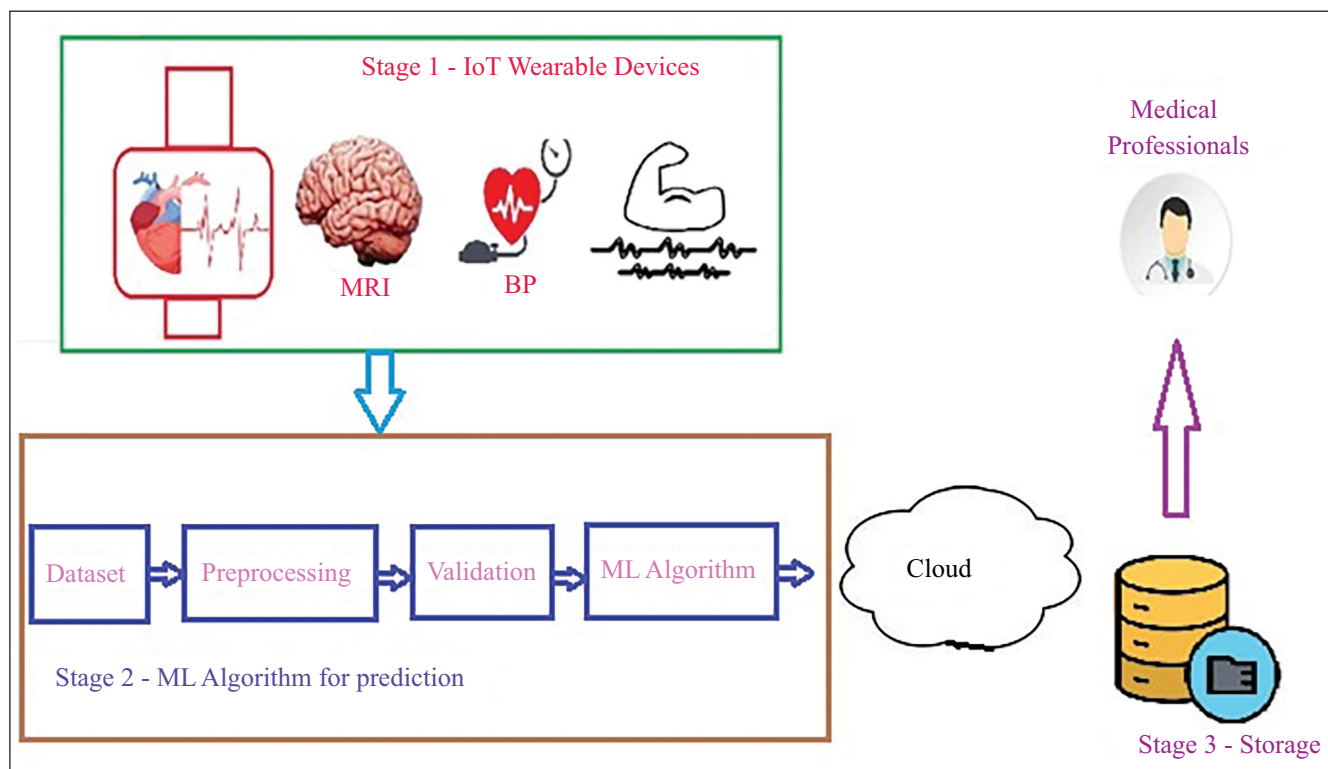 Stage 1 - IoT Wearable Devices
MRI
BP
Medical
Professionals
Dataset
Preprocessing
Validation
ML Algorithm
Cloud
Stage 2 - ML Algorithm for prediction
Stage 3 - Storage